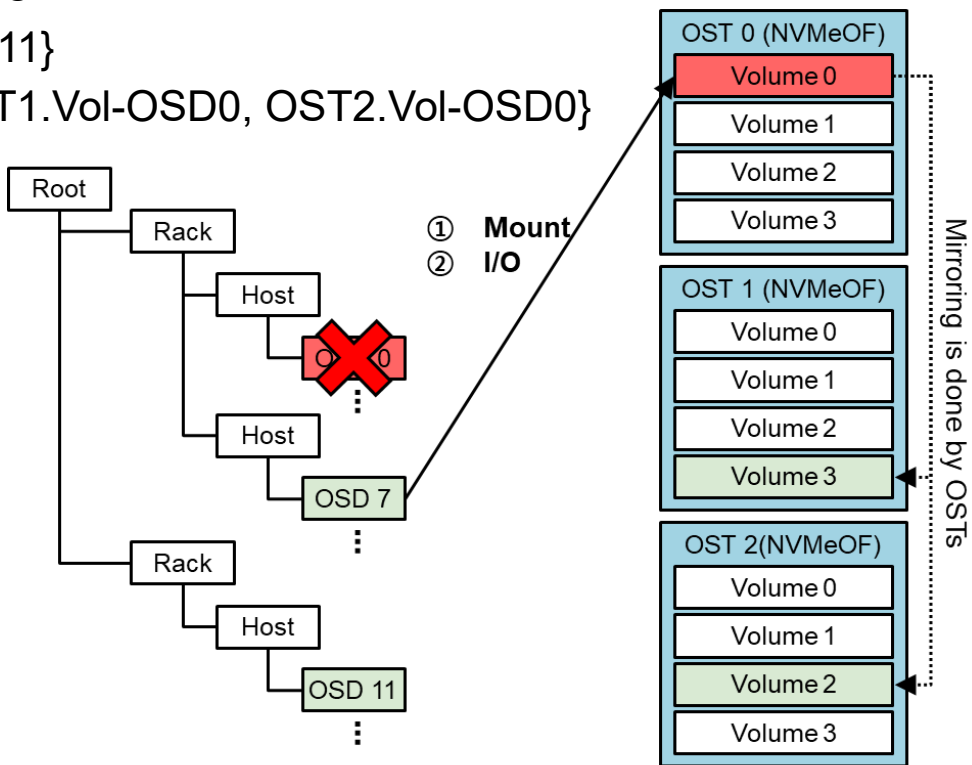 11}
T1.Vol-OSD0, OST2.Vol-OSD0}
Root
Rack
Host
O 0
Host
OSD 7
Rack
Host
OSD 11
① Mount
② I/O
OST 0 (NVMeOF)
Volume 0
Volume 1
Volume 2
Volume 3
OST 1 (NVMeOF)
Volume 0
Volume 1
Volume 2
Volume 3
OST 2(NVMeOF)
Volume 0
Volume 1
Volume 2
Volume 3
Mirroring is done by OSTs